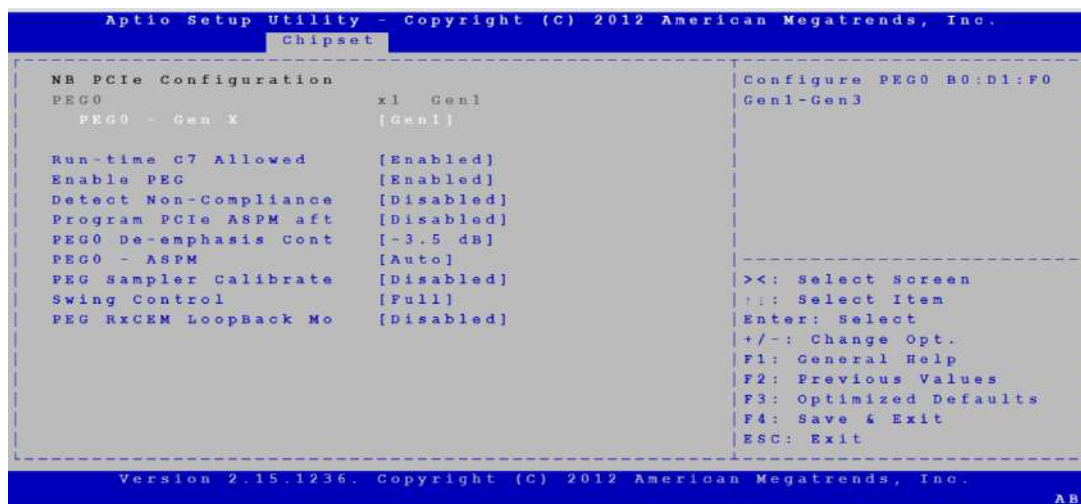 Aptio Setup Utility - Copyright (C) 2012 American Megatrends, Inc.
Chipset
NB PCIe Configuration
PEG0 x1 Gen1
PEG0 - Gen X [Gen1]
Run-time C7 Allowed [Enabled]
Enable PEG [Enabled]
Detect Non-Compliance [Disabled]
Program PCIe ASPM aft [Disabled]
PEG0 De-emphasis Cont [-3.5 dB]
PEG0 - ASPM [Auto]
PEG Sampler Calibrate [Disabled]
Swing Control [Full]
PEG RxCEM LoopBack Mo [Disabled]
Configure PEG0 B0:D1:F0
Gen1-Gen3
><: Select Screen
↑↓: Select Item
Enter: Select
+/-: Change Opt.
F1: General Help
F2: Previous Values
F3: Optimized Defaults
F4: Save & Exit
ESC: Exit
Version 2.15.1236. Copyright (C) 2012 American Megatrends, Inc.
AB